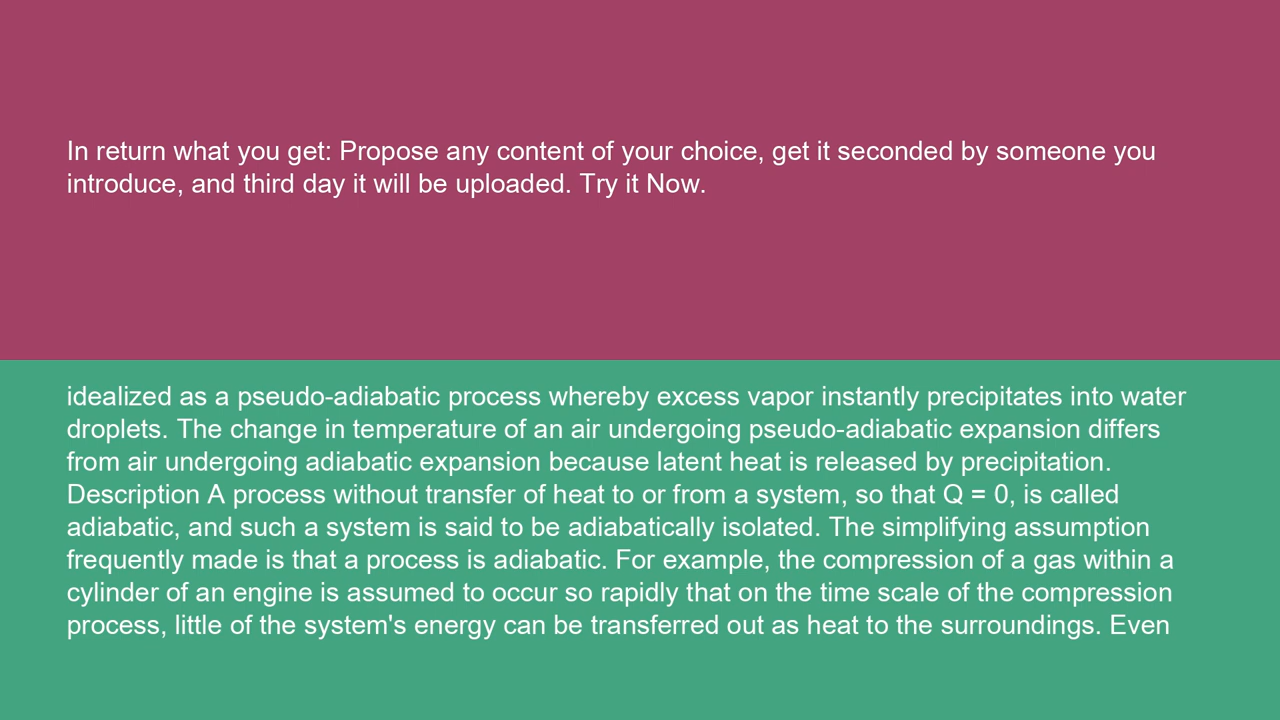 In return what you get: Propose any content of your choice, get it seconded by someone you
introduce, and third day it will be uploaded. Try it Now.
idealized as a pseudo-adiabatic process whereby excess vapor instantly precipitates into water
droplets. The change in temperature of an air undergoing pseudo-adiabatic expansion differs
from air undergoing adiabatic expansion because latent heat is released by precipitation.
Description A process without transfer of heat to or from a system, so that Q = 0, is called
adiabatic, and such a system is said to be adiabatically isolated. The simplifying assumption
frequently made is that a process is adiabatic. For example, the compression of a gas within a
cylinder of an engine is assumed to occur so rapidly that on the time scale of the compression
process, little of the system's energy can be transferred out as heat to the surroundings. Even